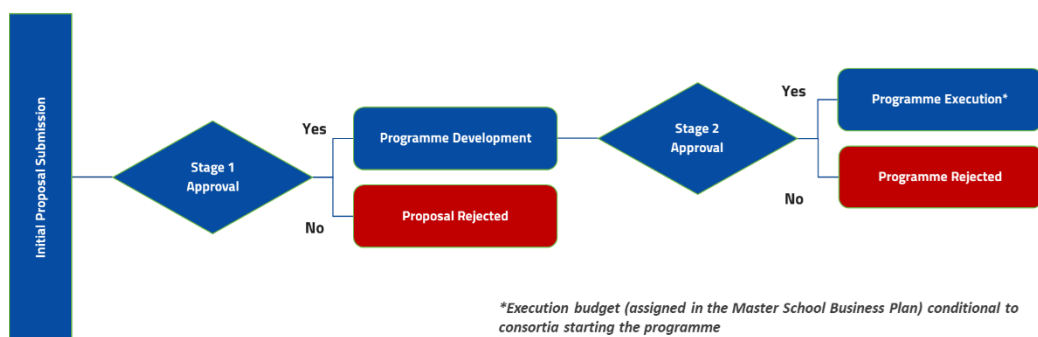 Initial Proposal Submission
Stage 1
Approval
Yes
Programme Development
No
Proposal Rejected
Stage 2
Approval
Yes
Programme Execution*
No
Programme Rejected
*Execution budget (assigned in the Master School Business Plan) conditional to
consortia starting the programme